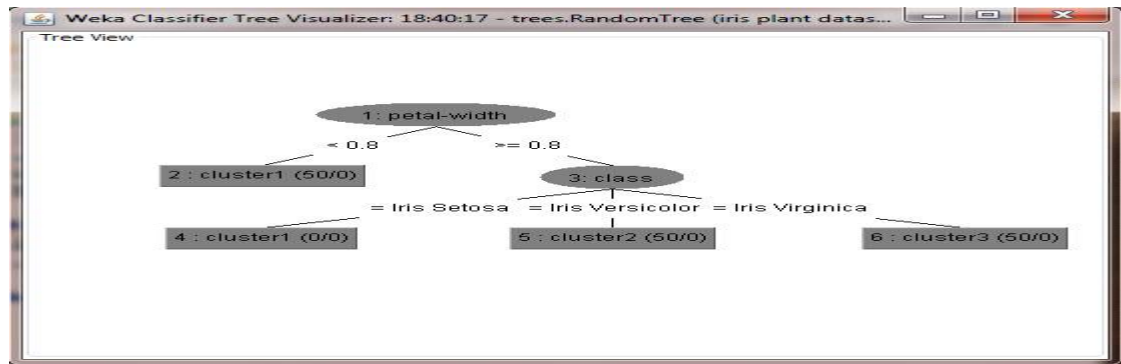 Weka Classifier Tree Visualizer: 18:40:17 - trees.RandomTree (iris plant datas...
Tree View
1: petal-width
< 0.8 >= 0.8
2 : cluster1 (50/0) 3: class
= Iris Setosa = Iris Versicolor = Iris Virginica
4 : cluster1 (0/0) 5 : cluster2 (50/0) 6 : cluster3 (50/0)